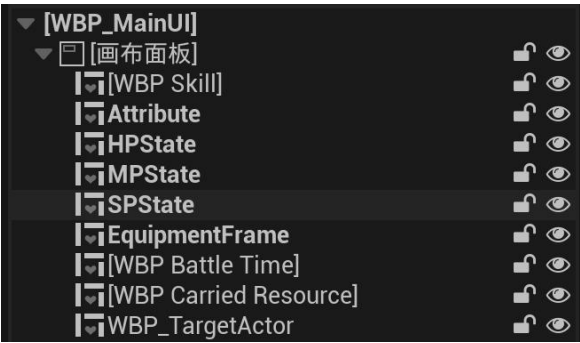 [WBP_MainUI]
[画布面板]
[WBP Skill]
Attribute
HPState
MPState
SPState
EquipmentFrame
[WBP Battle Time]
[WBP Carried Resource]
WBP_TargetActor